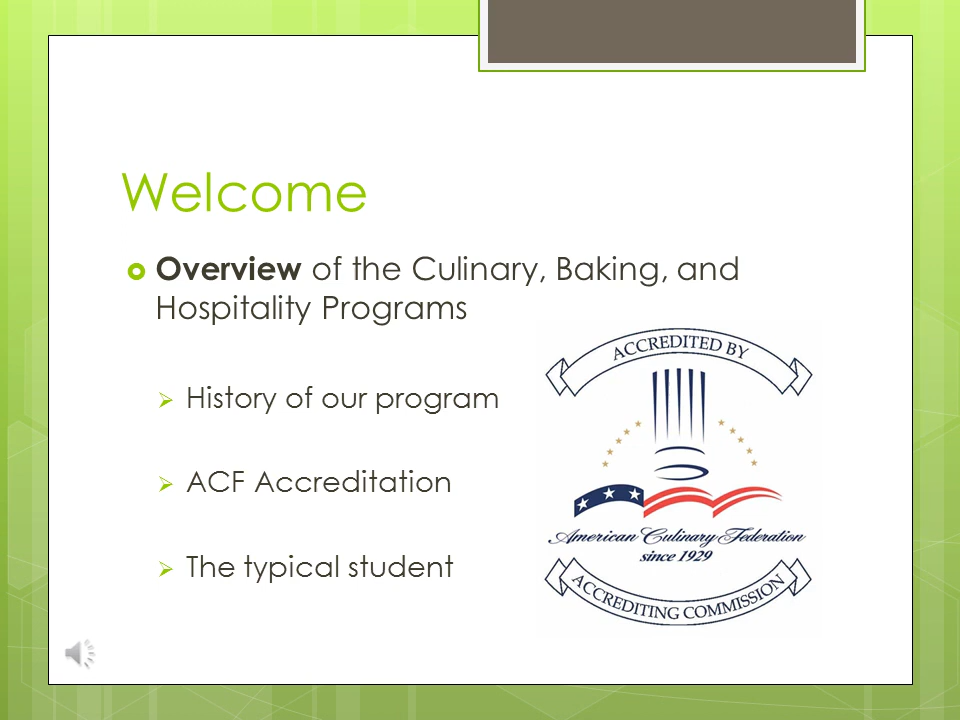 Welcome
Overview of the Culinary, Baking, and
Hospitality Programs
History of our program
ACF Accreditation
The typical student
ACCREDITED BY
American Culinary Federation
since 1929
ACCREDITING COMMISSION